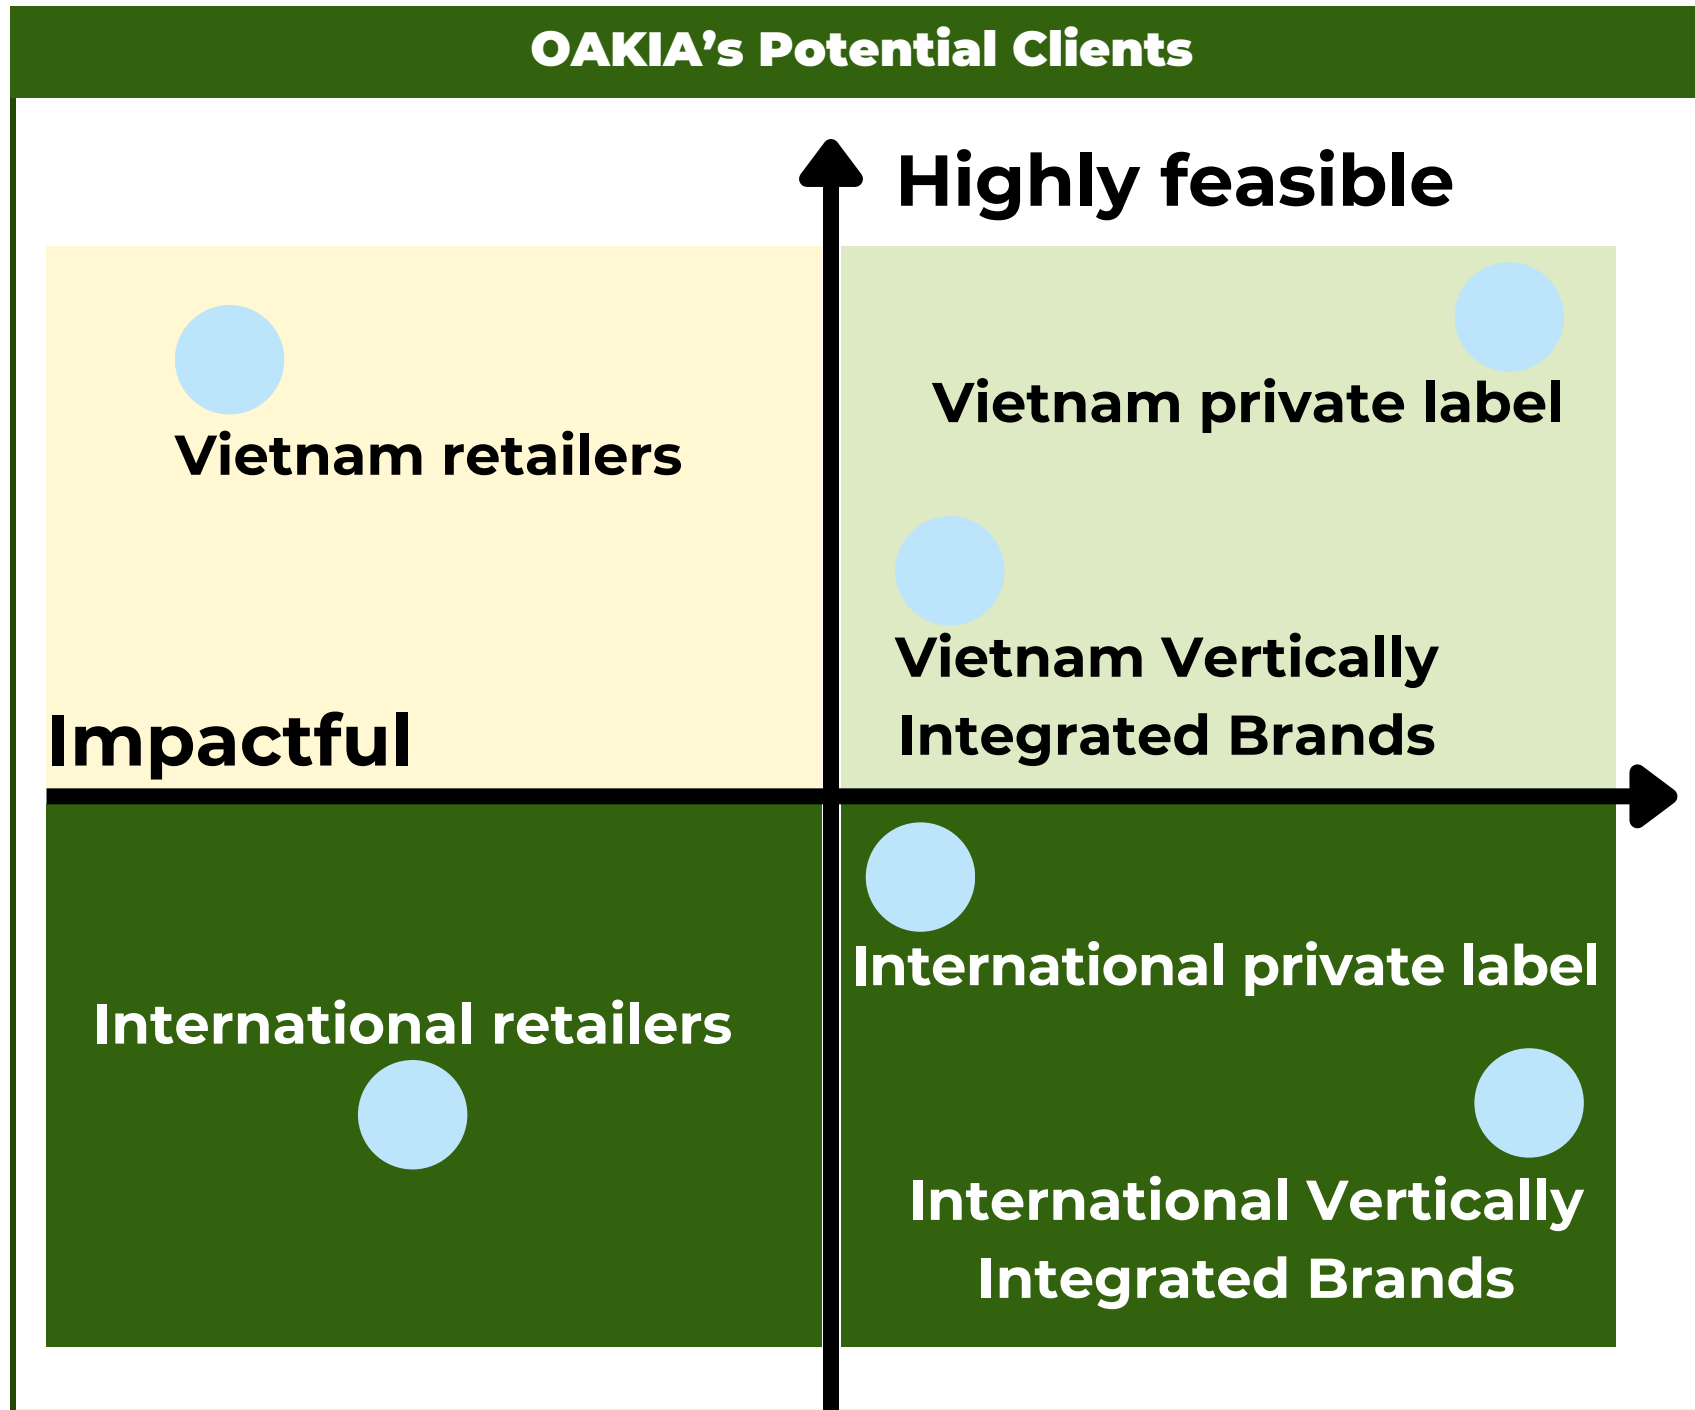 OAKIA’s Potential Clients
Highly feasible
Vietnam private label
Vietnam retailers
Vietnam Vertically
Integrated Brands
Impactful
International private label
International retailers
International Vertically
Integrated Brands